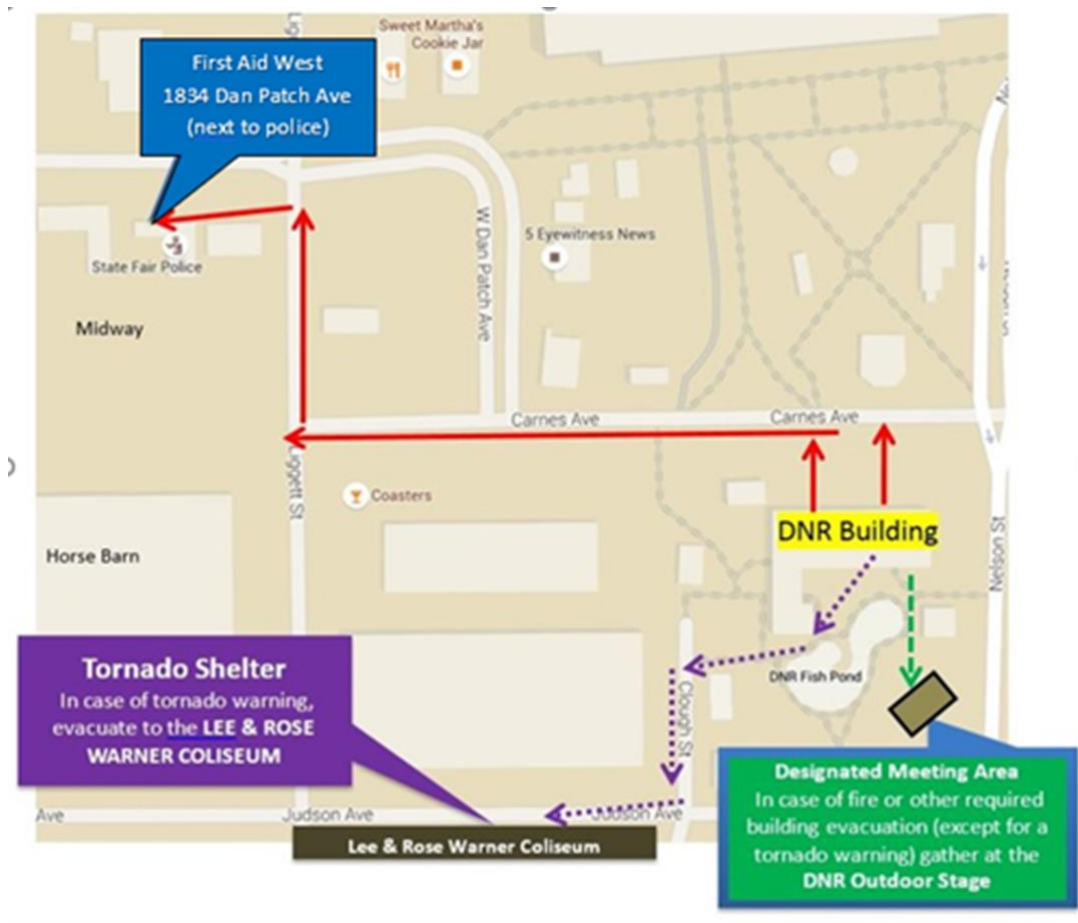 Sweet Martha's
Cookie Jar
First Aid West
1834 Dan Patch Ave
(next to police)
W Dan Patch Ave
5 Eyewitness News
State Fair Police
Midway
Carnes Ave
Carnes Ave
Liggett St
Coasters
DNR Building
Nelson St
Horse Barn
Tornado Shelter
In case of tornado warning,
evacuate to the LEE & ROSE
WARNER COLISEUM
DNR Fish Pond
Clough St
Designated Meeting Area
In case of fire or other required
building evacuation (except for a
tornado warning) gather at the
DNR Outdoor Stage
Ave
Judson Ave
Judson Ave
Lee & Rose Warner Coliseum